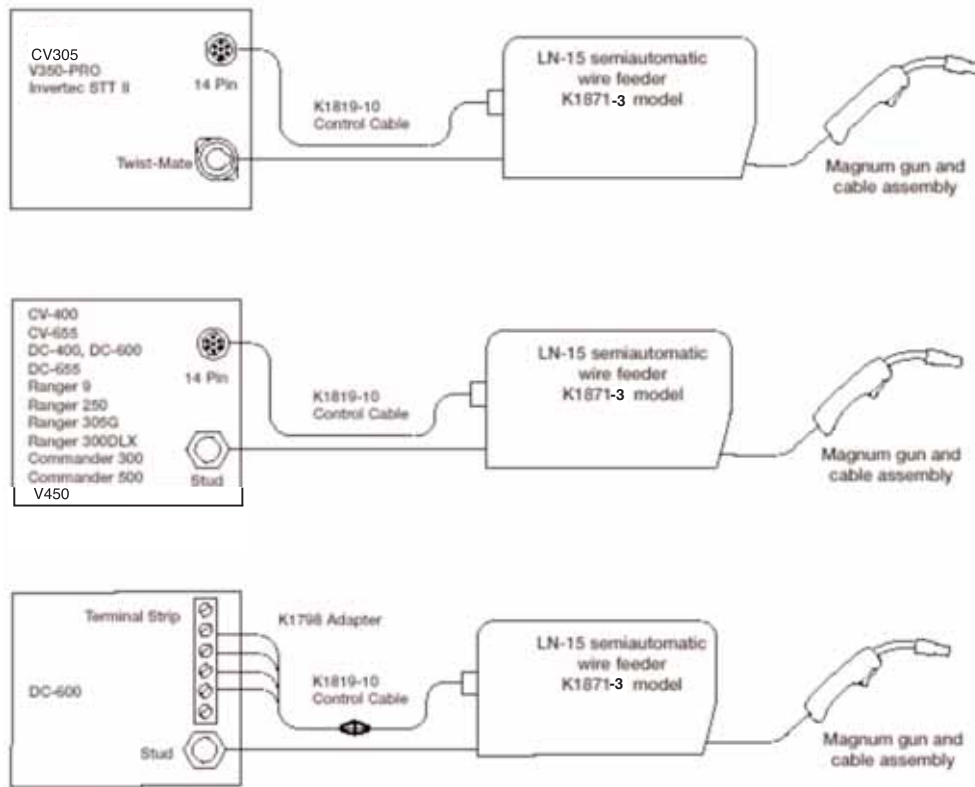 CV305
V350-PRO
Invertec STT II
14 Pin
Twist-Mate
K1819-10
Control Cable
LN-15 semiautomatic
wire feeder
K1871-3 model
Magnum gun and
cable assembly
CV-400
CV-655
DC-400, DC-600
DC-655
Ranger 9
Ranger 250
Ranger 305G
Ranger 300DLX
Commander 300
Commander 500
V450
14 Pin
Stud
K1819-10
Control Cable
LN-15 semiautomatic
wire feeder
K1871-3 model
Magnum gun and
cable assembly
DC-600
Terminal Strip
Stud
K1798 Adapter
K1819-10
Control Cable
LN-15 semiautomatic
wire feeder
K1871-3 model
Magnum gun and
cable assembly